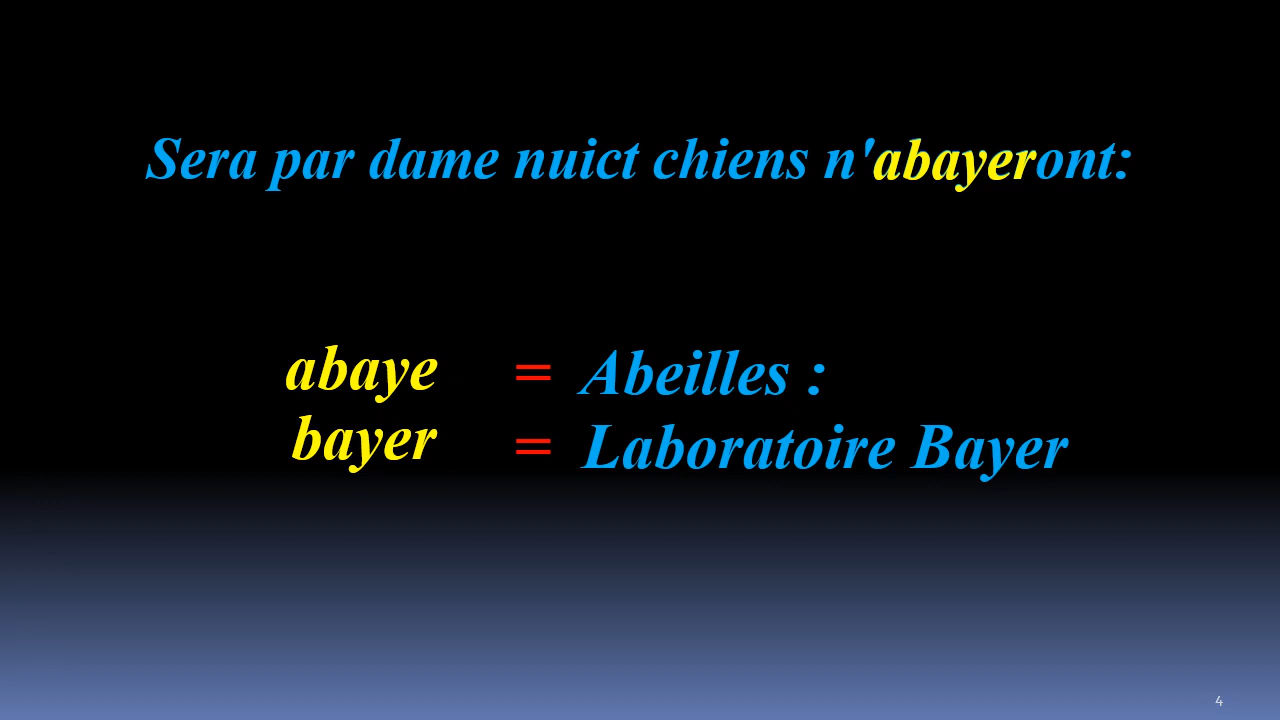 Sera par dame nuict chiens n'abayeront:
abaye = Abeilles :
bayer = Laboratoire Bayer
4